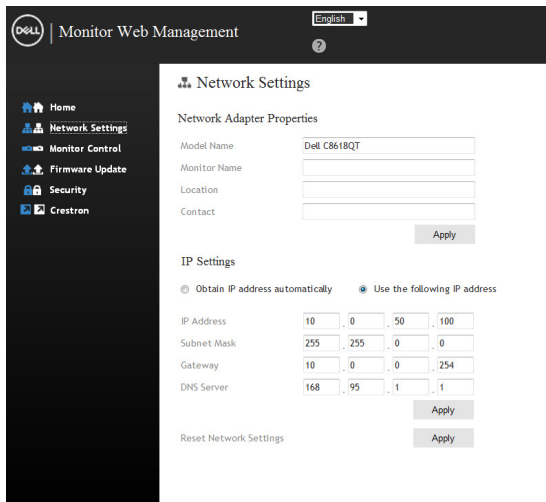 DELL | Monitor Web Management
English
?
Home
Network Settings
Monitor Control
Firmware Update
Security
Crestron
Network Settings
Network Adapter Properties
Model Name Dell C8618QT
Monitor Name
Location
Contact
Apply
IP Settings
Obtain IP address automatically Use the following IP address
IP Address 10 . 0 . 50 . 100
Subnet Mask 255 . 255 . 0 . 0
Gateway 10 . 0 . 0 . 254
DNS Server 168 . 95 . 1 . 1
Apply
Reset Network Settings Apply